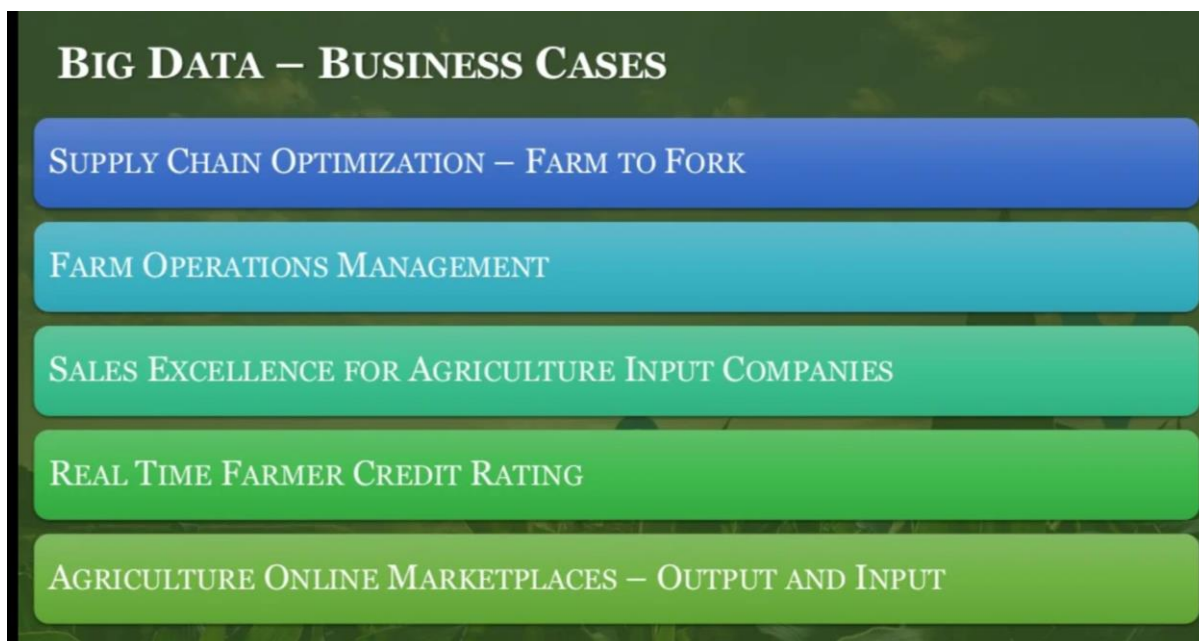 Big Data – Business Cases
Supply Chain Optimization – Farm to Fork
Farm Operations Management
Sales Excellence for Agriculture Input Companies
Real Time Farmer Credit Rating
Agriculture Online Marketplaces – Output and Input